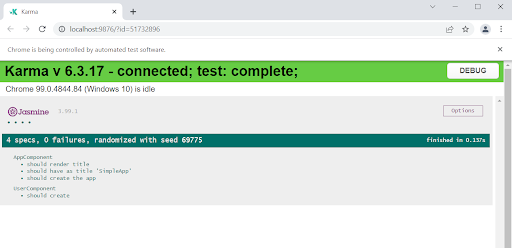 Karma
localhost:9876/?id=51732896
Chrome is being controlled by automated test software.
Karma v 6.3.17 - connected; test: complete;
DEBUG
Chrome 99.0.4844.84 (Windows 10) is idle
Jasmine
Options
4 specs, 0 failures, randomized with seed 69775
finished in 0.137s
AppComponent
• should render title
• should have as title 'SimpleApp'
• should create the app
UserComponent
• should create